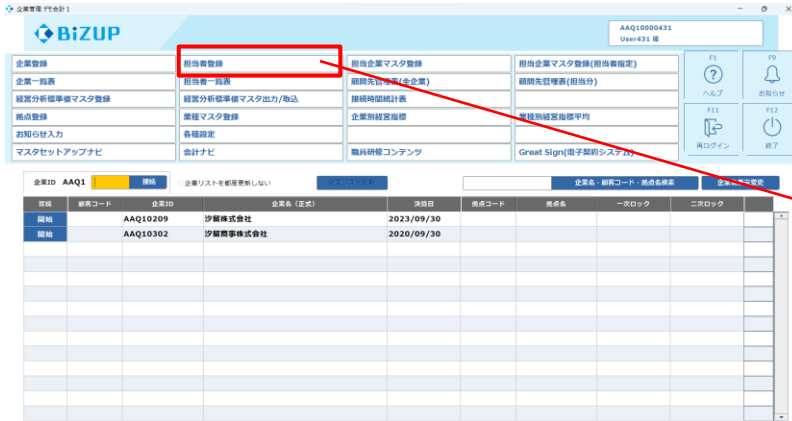 企業管理 デモ会計1
BiZUP
AAQ10000431
User431 様
企業登録 担当者登録 担当企業マスタ登録 担当企業マスタ登録(担当者指定)
企業一覧表 担当者一覧表 顧問先管理表(全企業) 顧問先管理表(担当分)
経営分析標準値マスタ登録 経営分析標準値マスタ出力/取込 接続時間統計表
拠点登録 業種マスタ登録 企業別経営指標 業種別経営指標平均
お知らせ入力 各種設定
マスタセットアップナビ 会計ナビ 職員研修コンテンツ Great Sign(電子契約システム)
F1 F9
ヘルプ お知らせ
F11 F12
再ログイン 終了
企業ID AAQ1 接続 企業リストを都度更新しない 企業リスト更新 企業名・顧客コード・拠点名検索
接続 顧客コード 企業ID 企業名(正式) 決算日 拠点コード 拠点名 一次ロック 二次ロック
開始 AAQ10209 汐留株式会社 2023/09/30
開始 AAQ10302 汐留商事株式会社 2020/09/30